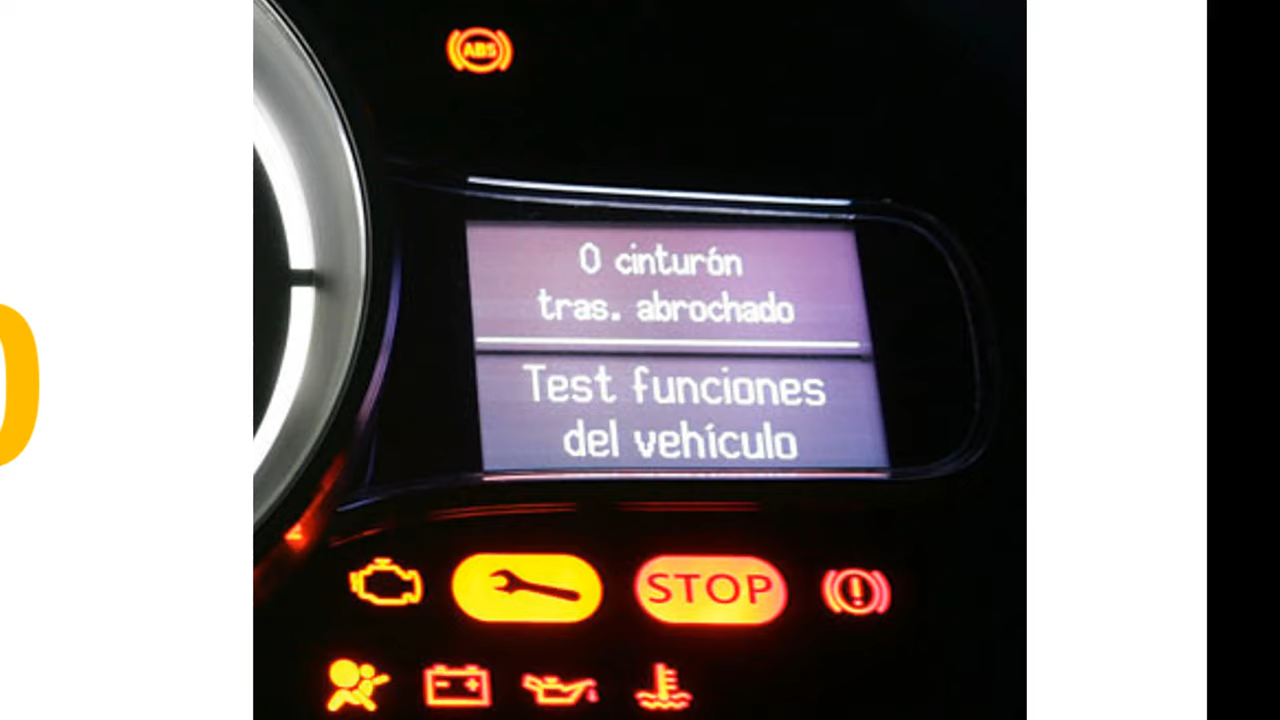 ABS
0 cinturón
tras. abrochado
Test funciones
del vehículo
STOP